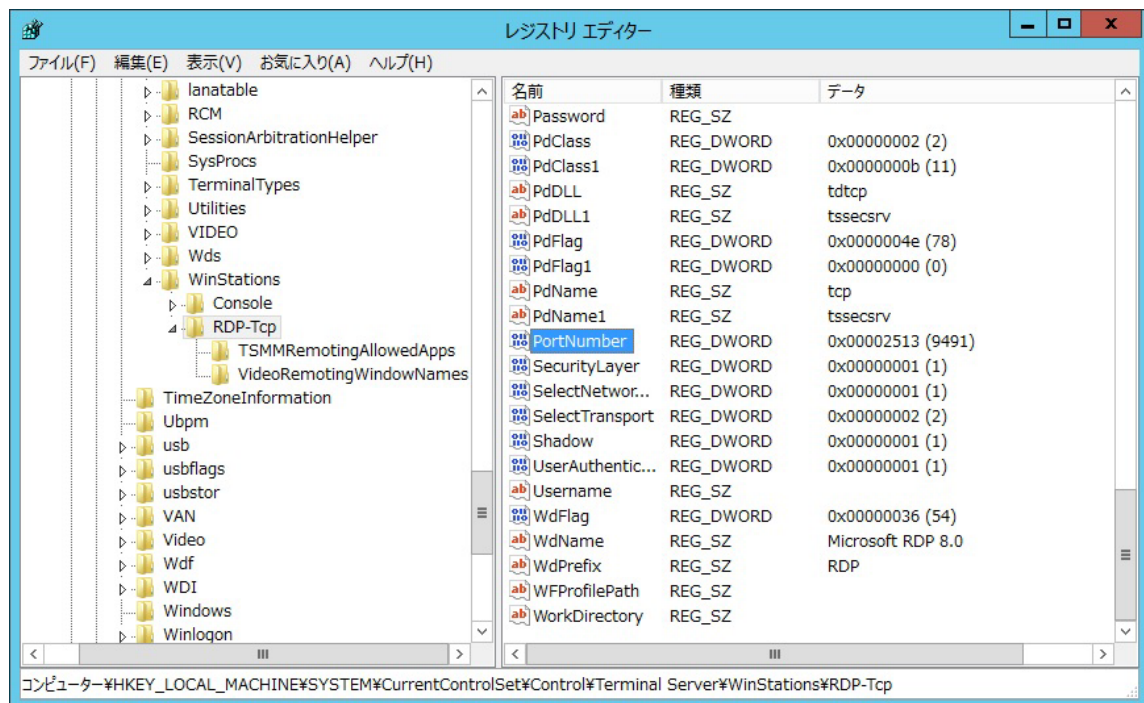 レジストリ エディター
ファイル(F) 編集(E) 表示(V) お気に入り(A) ヘルプ(H)
lanatable
RCM
SessionArbitrationHelper
SysProcs
TerminalTypes
Utilities
VIDEO
Wds
WinStations
Console
RDP-Tcp
TSMMRemotingAllowedApps
VideoRemotingWindowNames
TimeZoneInformation
Ubpm
usb
usbflags
usbstor
VAN
Video
Wdf
WDI
Windows
Winlogon
名前 種類 データ
Password REG_SZ
PdClass REG_DWORD 0x00000002 (2)
PdClass1 REG_DWORD 0x0000000b (11)
PdDLL REG_SZ tdtcp
PdDLL1 REG_SZ tssecsrv
PdFlag REG_DWORD 0x0000004e (78)
PdFlag1 REG_DWORD 0x00000000 (0)
PdName REG_SZ tcp
PdName1 REG_SZ tssecsrv
PortNumber REG_DWORD 0x00002513 (9491)
SecurityLayer REG_DWORD 0x00000001 (1)
SelectNetwor... REG_DWORD 0x00000001 (1)
SelectTransport REG_DWORD 0x00000002 (2)
Shadow REG_DWORD 0x00000001 (1)
UserAuthentic... REG_DWORD 0x00000001 (1)
Username REG_SZ
WdFlag REG_DWORD 0x00000036 (54)
WdName REG_SZ Microsoft RDP 8.0
WdPrefix REG_SZ RDP
WFProfilePath REG_SZ
WorkDirectory REG_SZ
コンピューター¥HKEY_LOCAL_MACHINE¥SYSTEM¥CurrentControlSet¥Control¥Terminal Server¥WinStations¥RDP-Tcp